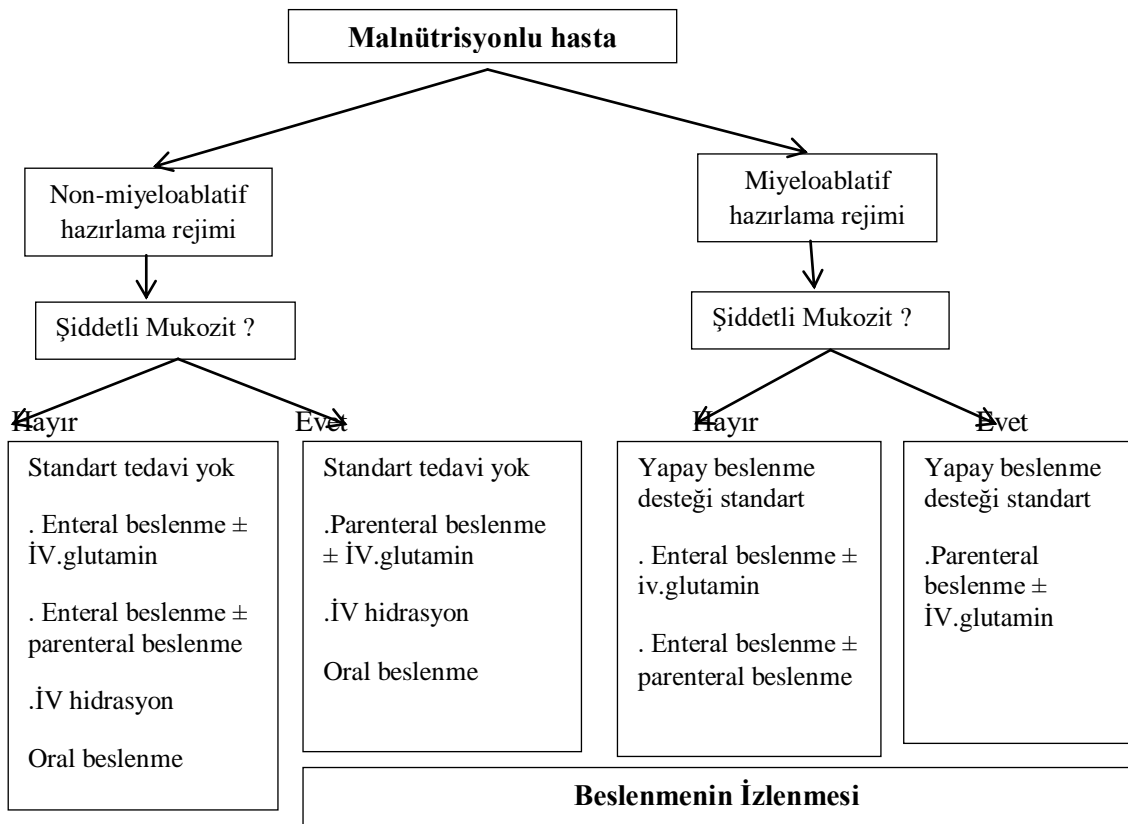 Malnütrisyonlu hasta
Non-miyeloablatif
hazırlama rejimi
Miyeloablatif
hazırlama rejimi
Şiddetli Mukozit ?
Şiddetli Mukozit ?
Hayır
Evet
Hayır
Evet
Standart tedavi yok
. Enteral beslenme ±
İV.glutamin
. Enteral beslenme ±
parenteral beslenme
.İV hidrasyon
Oral beslenme
Standart tedavi yok
.Parenteral beslenme
± İV.glutamin
.İV hidrasyon
Oral beslenme
Yapay beslenme
desteği standart
. Enteral beslenme ±
iv.glutamin
. Enteral beslenme ±
parenteral beslenme
Yapay beslenme
desteği standart
.Parenteral
beslenme ±
İV.glutamin
Beslenmenin İzlenmesi